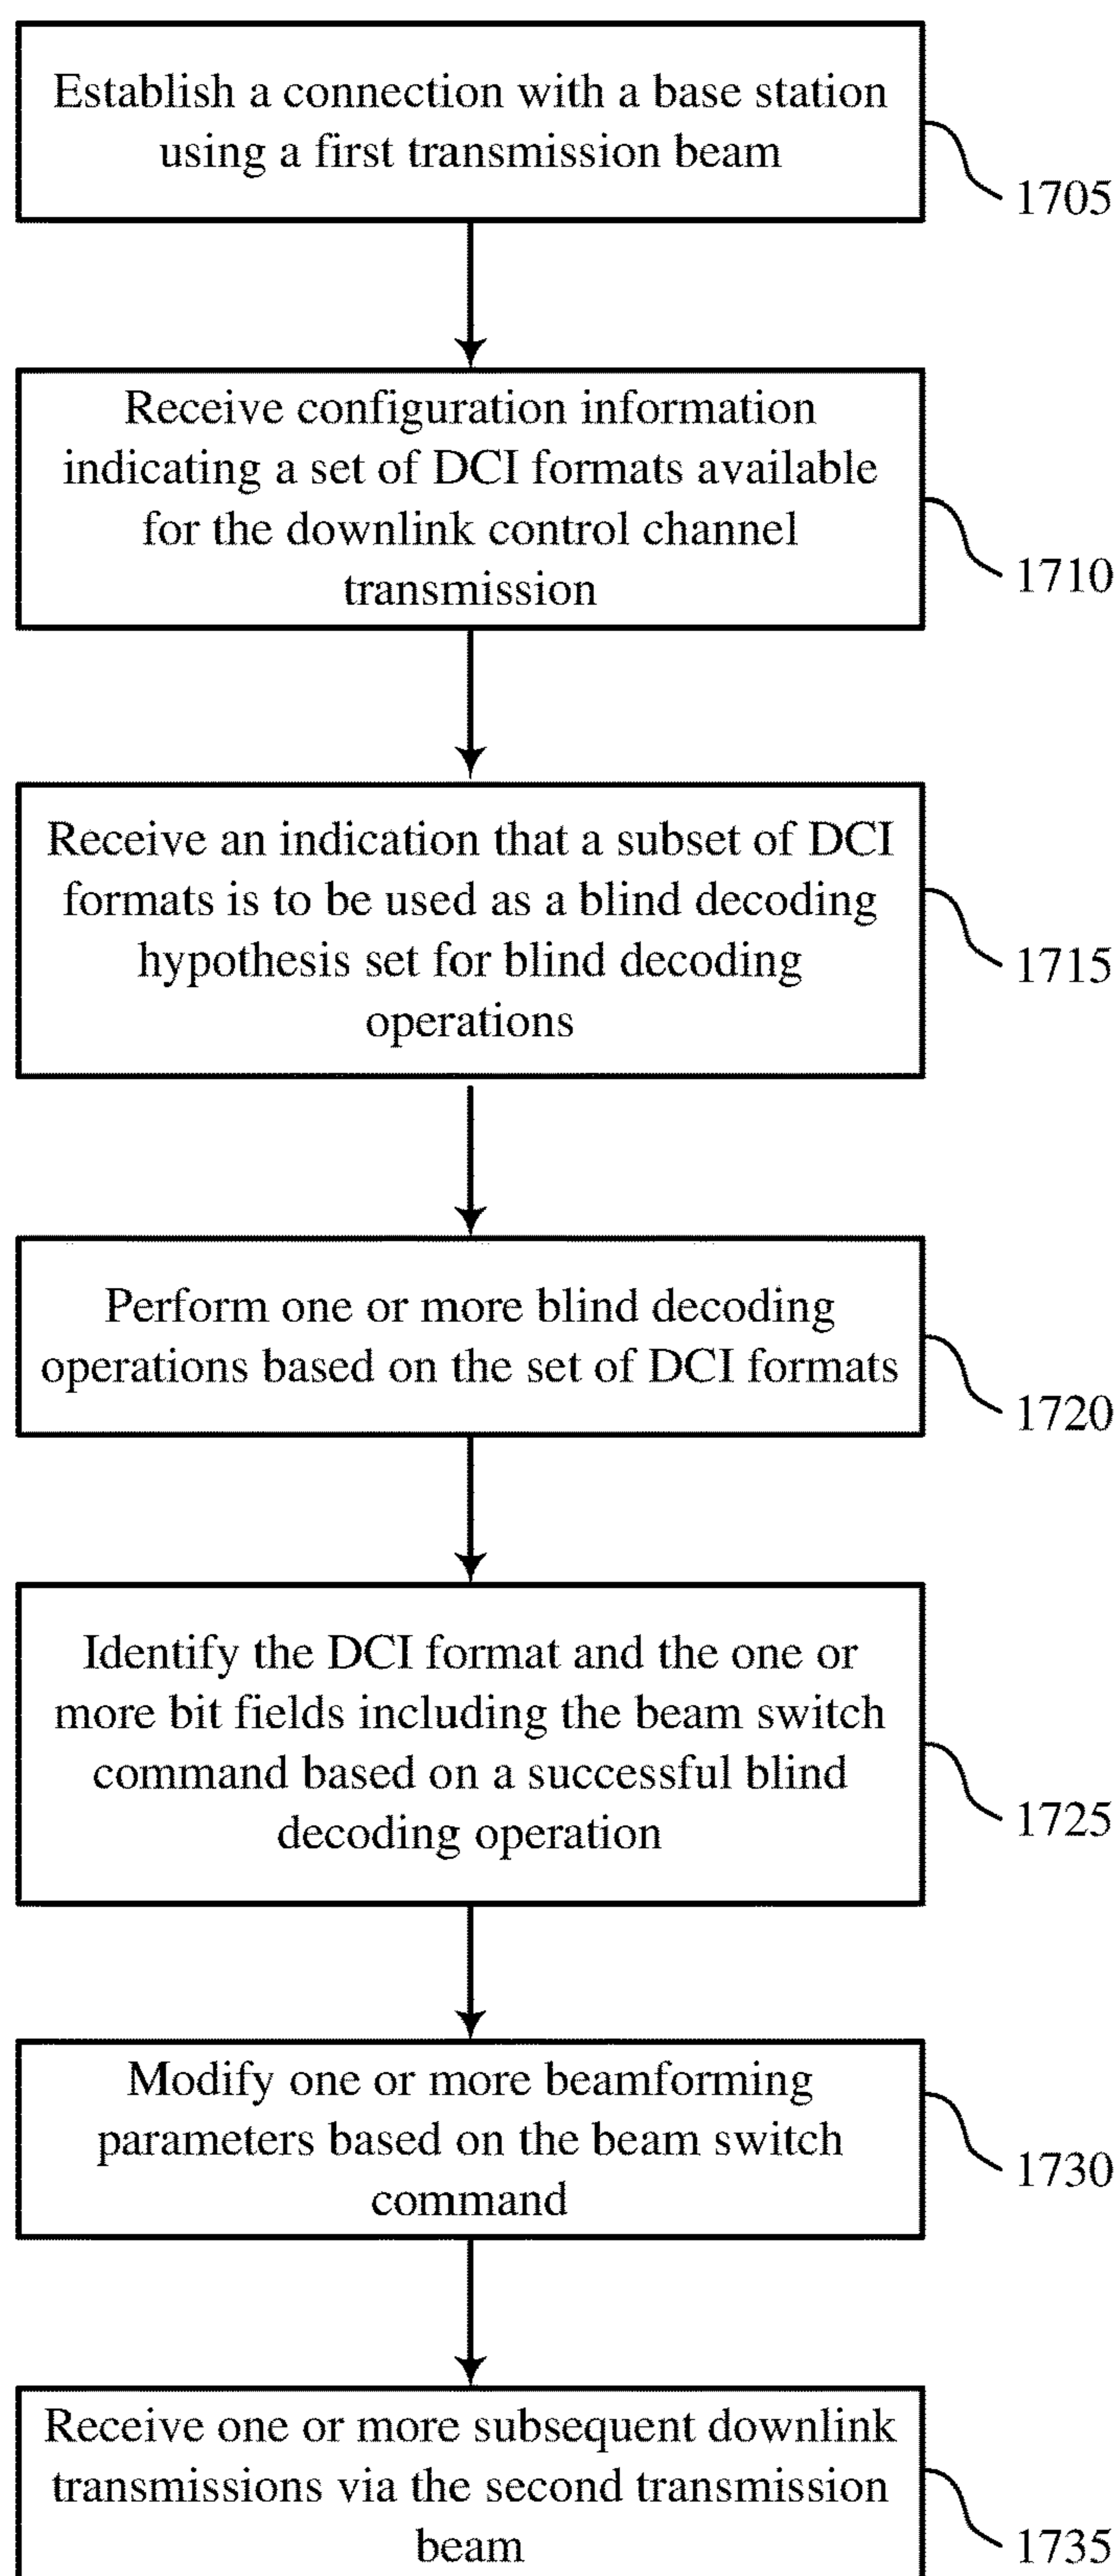 Establish a connection with a base station
using a first transmission beam
1705
Receive configuration information
indicating a set of DCI formats available
for the downlink control channel
transmission
1710
Receive an indication that a subset of DCI
formats is to be used as a blind decoding
hypothesis set for blind decoding
operations
1715
Perform one or more blind decoding
operations based on the set of DCI formats
1720
Identify the DCI format and the one or
more bit fields including the beam switch
command based on a successful blind
decoding operation
1725
Modify one or more beamforming
parameters based on the beam switch
command
1730
Receive one or more subsequent downlink
transmissions via the second transmission
beam
1735